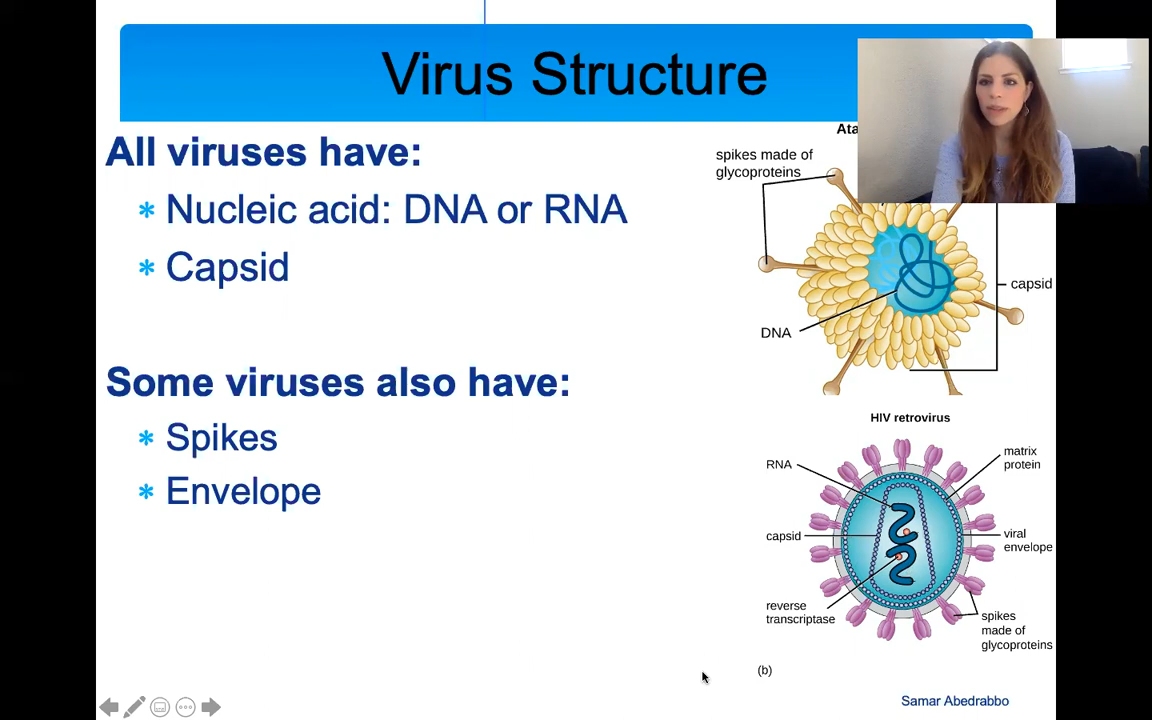 Virus Structure
All viruses have:
* Nucleic acid: DNA or RNA
* Capsid
Some viruses also have:
* Spikes
* Envelope
spikes made of
glycoproteins
capsid
DNA
HIV retrovirus
RNA
matrix
protein
capsid
viral
envelope
reverse
transcriptase
spikes
made of
glycoproteins
(b)
Samar Abedrabbo